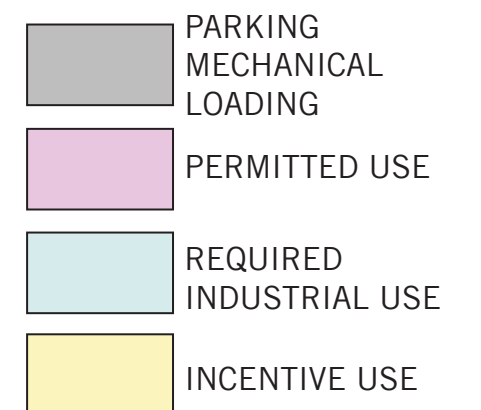 PARKING
MECHANICAL
LOADING
PERMITTED USE
REQUIRED
INDUSTRIAL USE
INCENTIVE USE